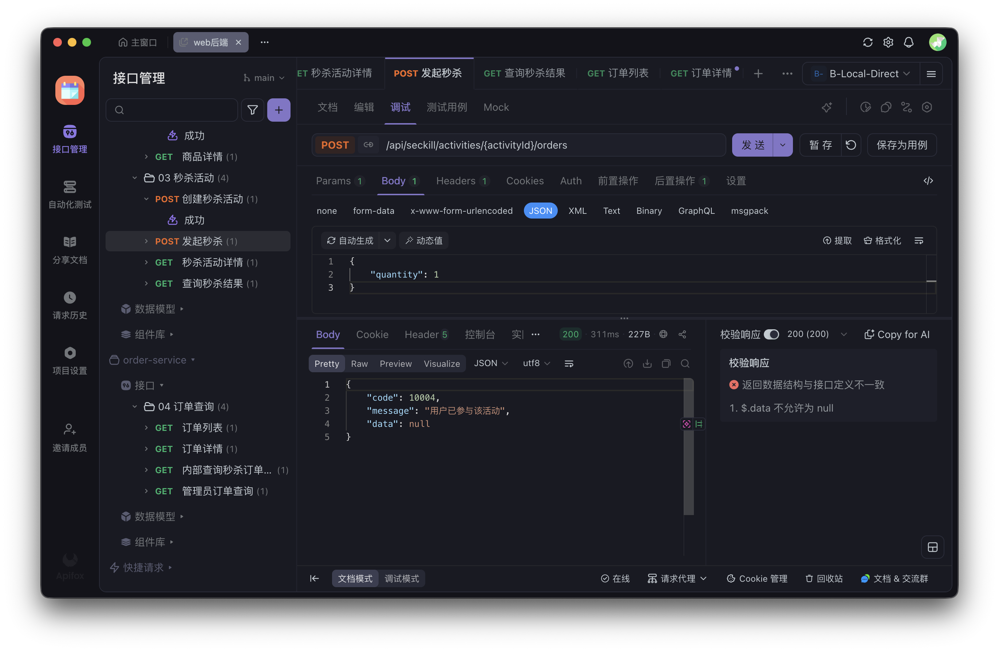 主窗口
web后端
接口管理
main
接口管理
自动化测试
分享文档
请求历史
项目设置
邀请成员
Apifox
成功
GET 商品详情 (1)
03 秒杀活动 (4)
POST 创建秒杀活动 (1)
成功
POST 发起秒杀 (1)
GET 秒杀活动详情 (1)
GET 查询秒杀结果 (1)
数据模型
组件库
order-service
接口
04 订单查询 (4)
GET 订单列表 (1)
GET 订单详情 (1)
GET 内部查询秒杀订单... (1)
GET 管理员订单查询 (1)
数据模型
组件库
快捷请求
ET 秒杀活动详情
POST 发起秒杀
GET 查询秒杀结果
GET 订单列表
GET 订单详情
B- B-Local-Direct
文档 编辑 调试 测试用例 Mock
POST /api/seckill/activities/{activityId}/orders
发 送
暂 存
保存为用例
Params 1 Body 1 Headers 1 Cookies Auth 前置操作 后置操作 1 设置
none form-data x-www-form-urlencoded JSON XML Text Binary GraphQL msgpack
自动生成 动态值 提取 格式化
1 {
2 "quantity": 1
3 }
Body Cookie Header 5 控制台 实 200 · 311ms · 227B
Pretty Raw Preview Visualize JSON utf8
1 {
2 "code": 10004,
3 "message": "用户已参与该活动",
4 "data": null
5 }
校验响应 200 (200) Copy for AI
校验响应
返回数据结构与接口定义不一致
1. $.data 不允许为 null
文档模式 调试模式
在线 请求代理 Cookie 管理 回收站 文档 & 交流群